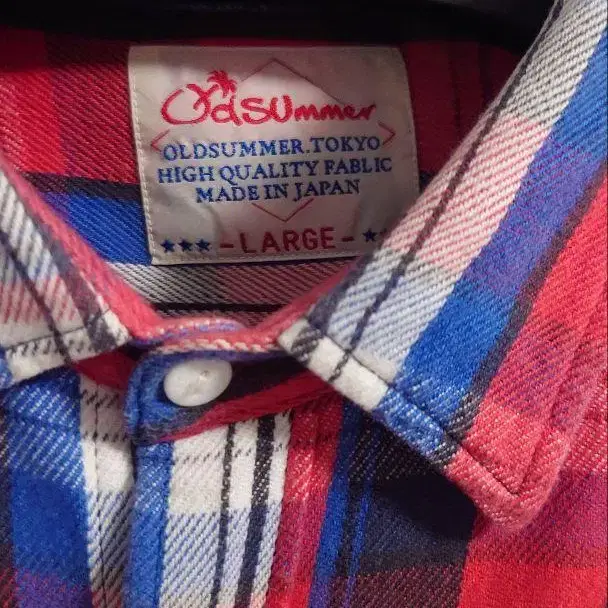 OldSUmmer
OLDSUMMER.TOKYO
HIGH QUALITY FABLIC
MADE IN JAPAN
★★★ - LARGE - ★